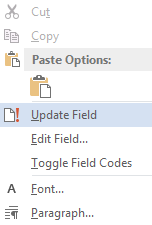 Cut
Copy
Paste Options:
Update Field
Edit Field...
Toggle Field Codes
A Font...
Paragraph...